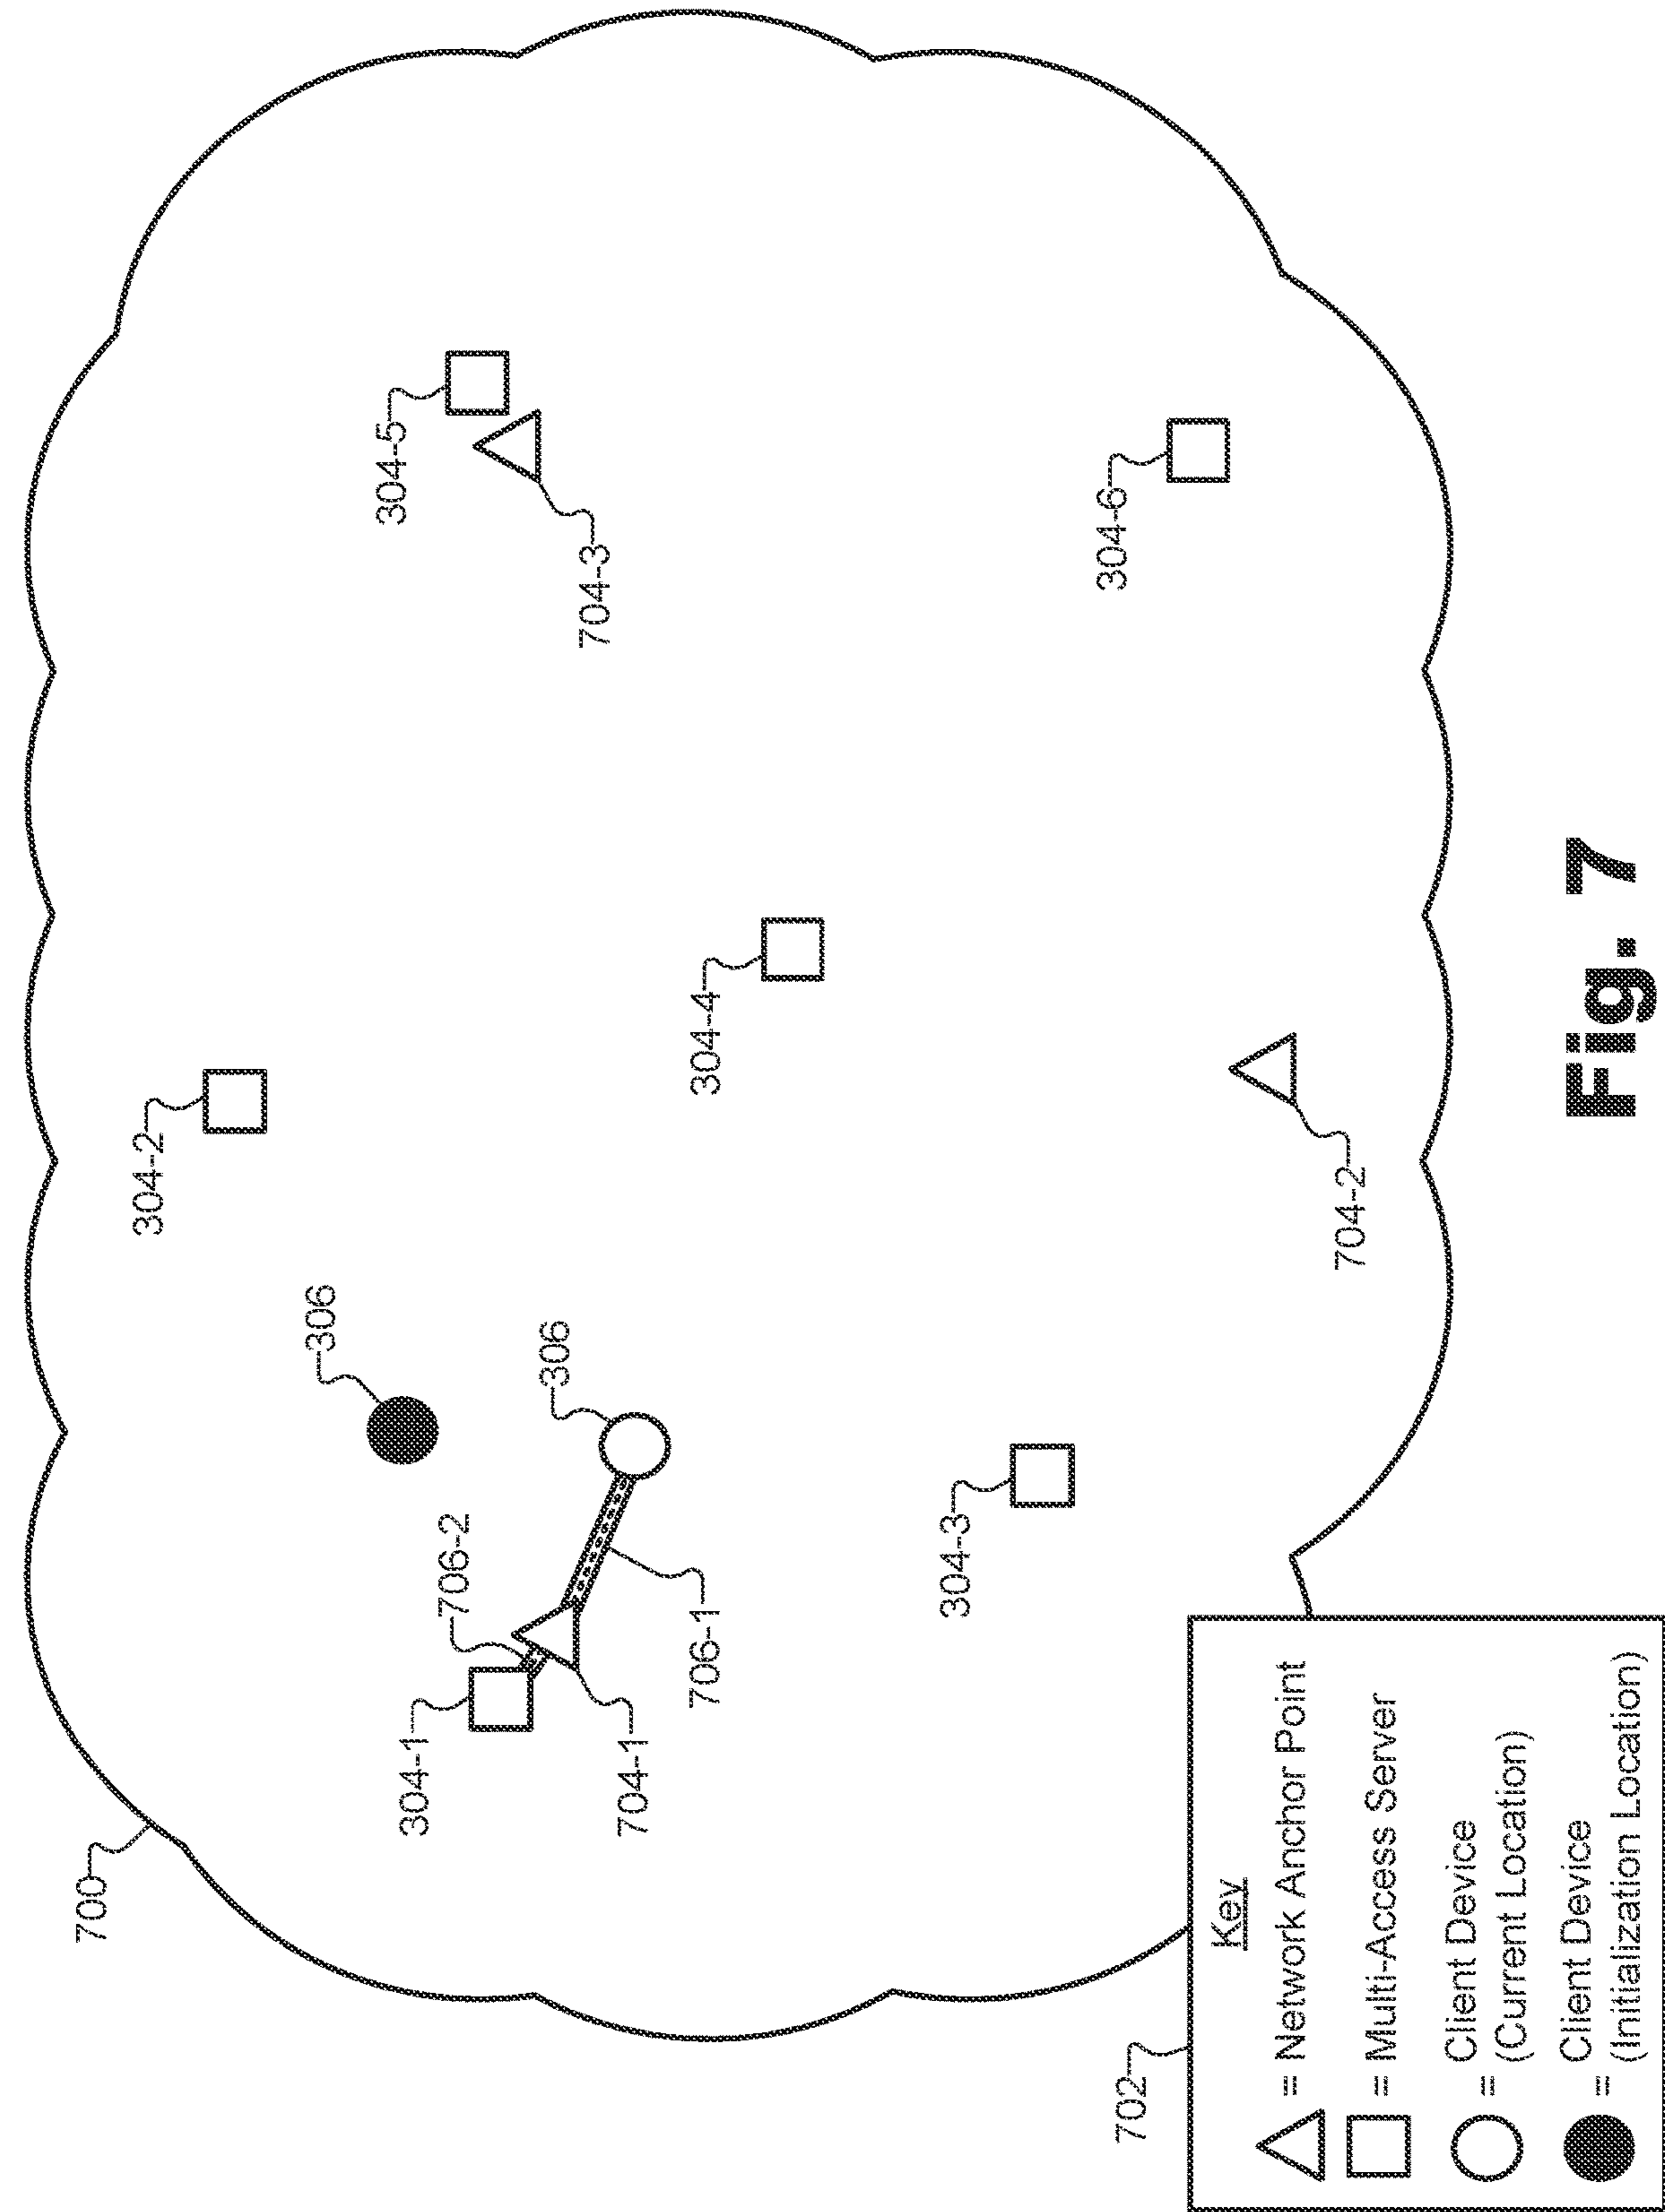 700
304-1
704-1
706-2
706-1
306
306
304-2
304-3
304-4
304-5
704-3
304-6
704-2
702
Key
= Network Anchor Point
= Multi-Access Server
= Client Device
(Current Location)
= Client Device
(Initialization Location)
Fig. 7